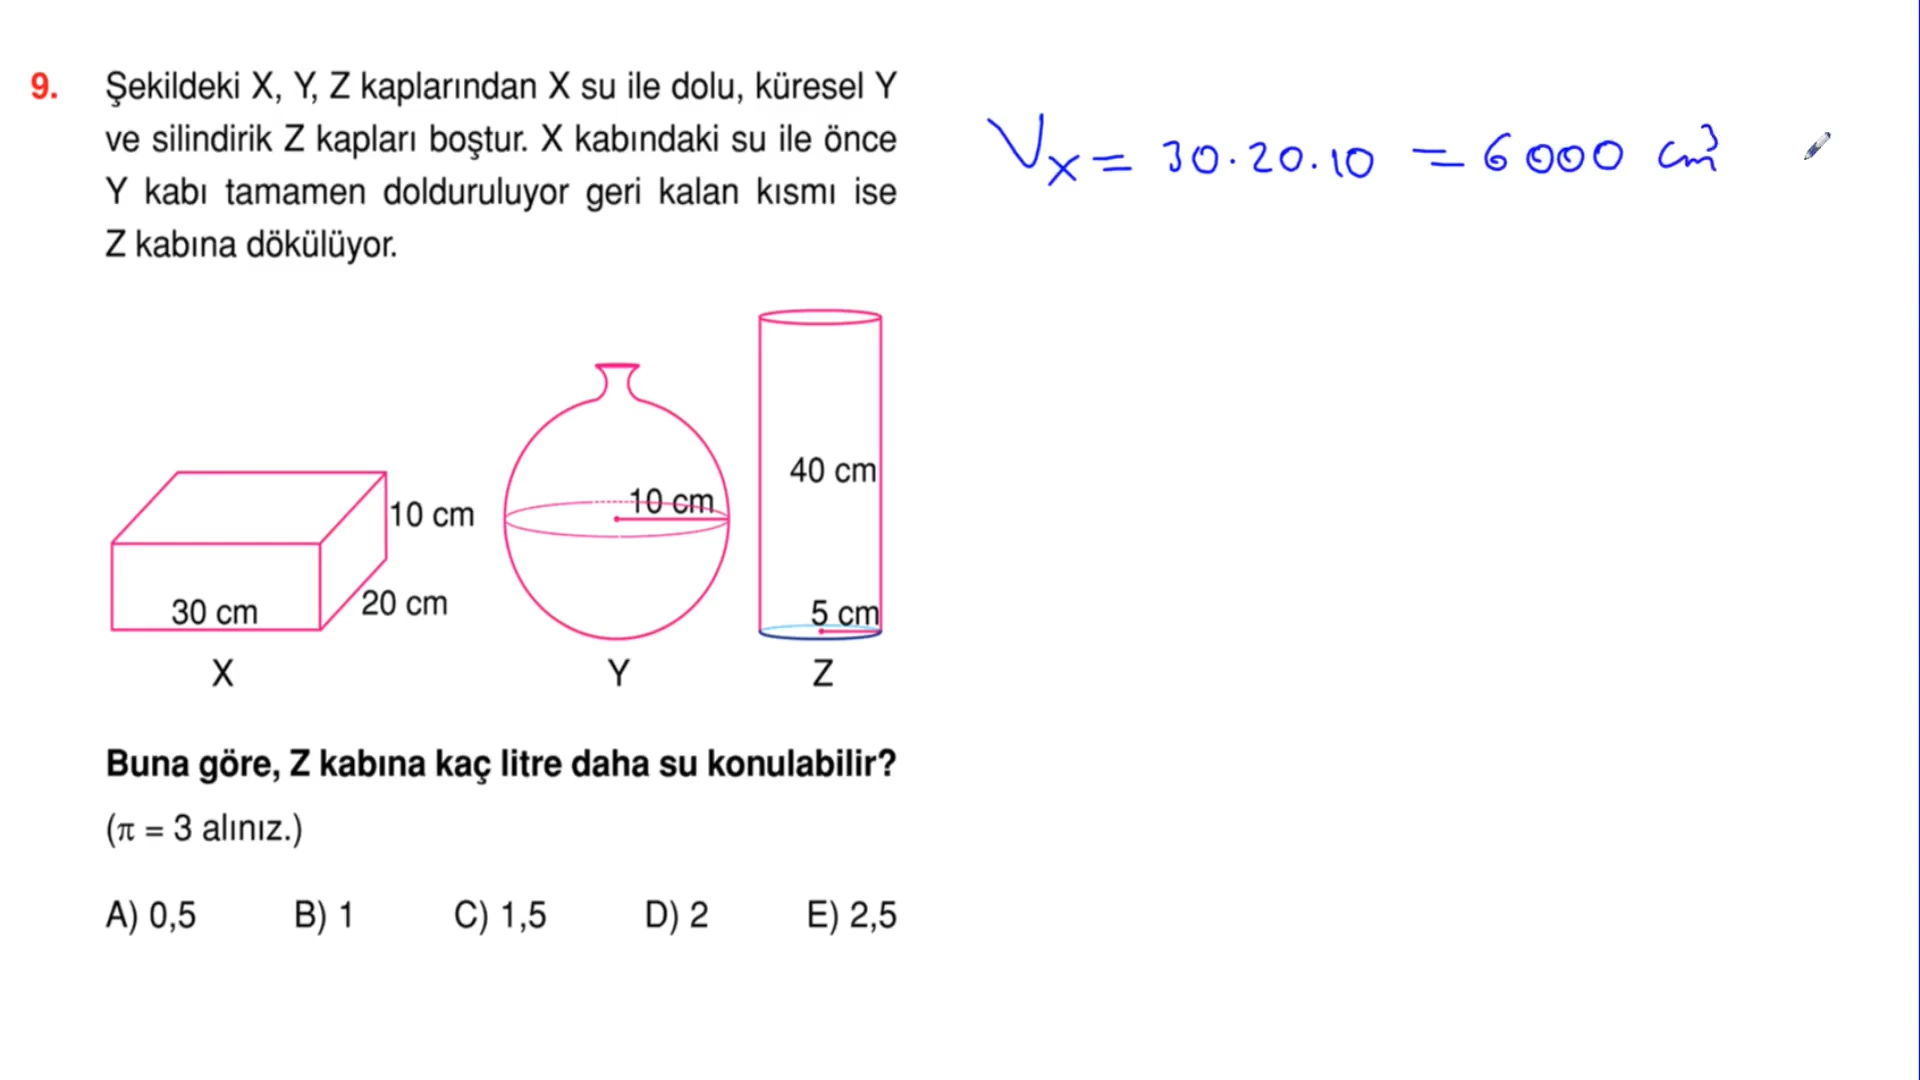 9. Şekildeki X, Y, Z kaplarından X su ile dolu, küresel Y
ve silindirik Z kapları boştur. X kabındaki su ile önce
Y kabı tamamen dolduruluyor geri kalan kısmı ise
Z kabına dökülüyor.
Vx = 30.20.10 = 6000 cm³
10 cm
20 cm
30 cm
X
10 cm
Y
40 cm
5 cm
Z
Buna göre, Z kabına kaç litre daha su konulabilir?
(π = 3 alınız.)
A) 0,5 B) 1 C) 1,5 D) 2 E) 2,5